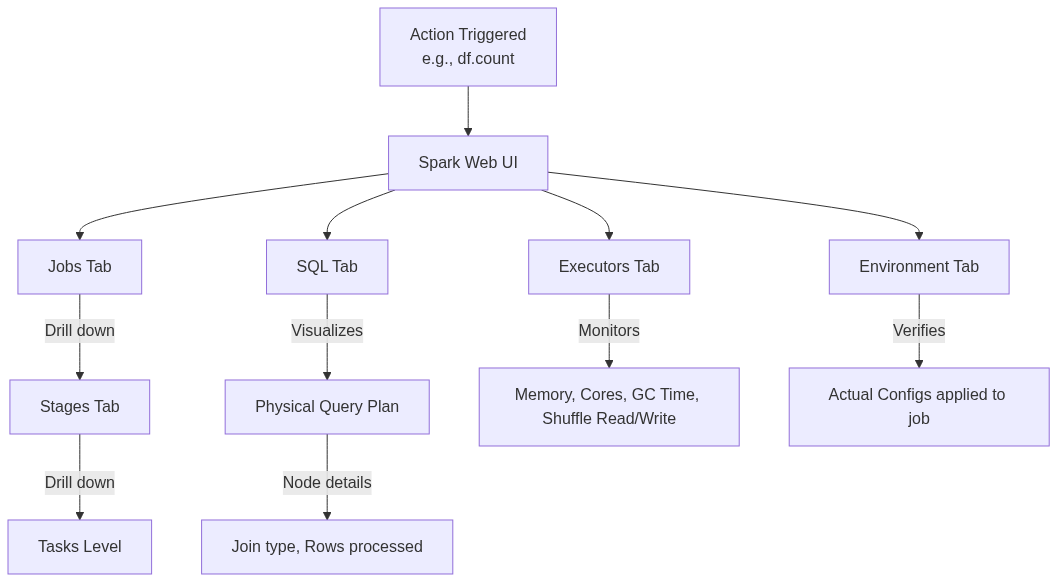 Action Triggered
e.g., df.count
Spark Web UI
Jobs Tab
SQL Tab
Executors Tab
Environment Tab
Drill down
Visualizes
Monitors
Verifies
Stages Tab
Physical Query Plan
Memory, Cores, GC Time,
Shuffle Read/Write
Actual Configs applied to
job
Drill down
Node details
Tasks Level
Join type, Rows processed